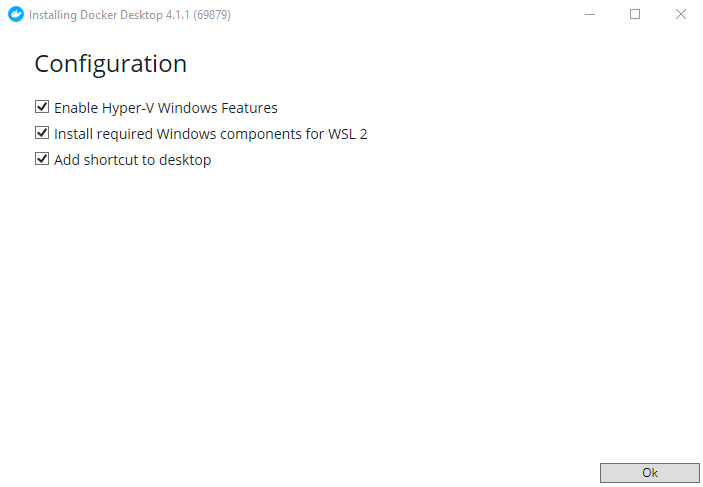 Installing Docker Desktop 4.1.1 (69879)
Configuration
Enable Hyper-V Windows Features
Install required Windows components for WSL 2
Add shortcut to desktop
Ok